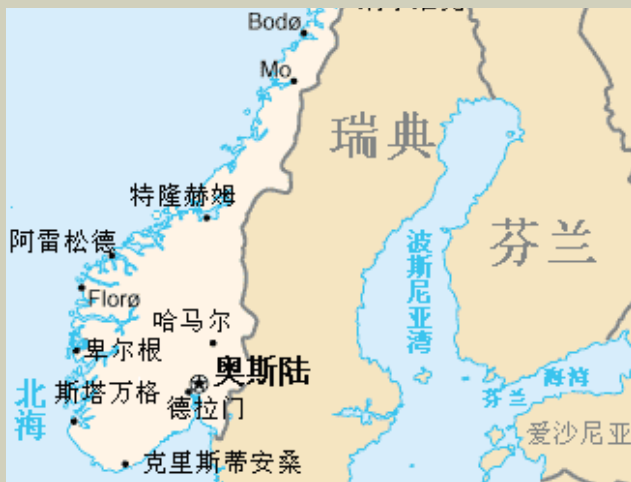 Bodø
Mo
瑞典
特隆赫姆
芬兰
阿雷松德
波斯尼亚湾
Florø
哈马尔
卑尔根
奥斯陆
海湾
斯塔万格
芬兰
德拉门
北海
爱沙尼亚
克里斯蒂安桑